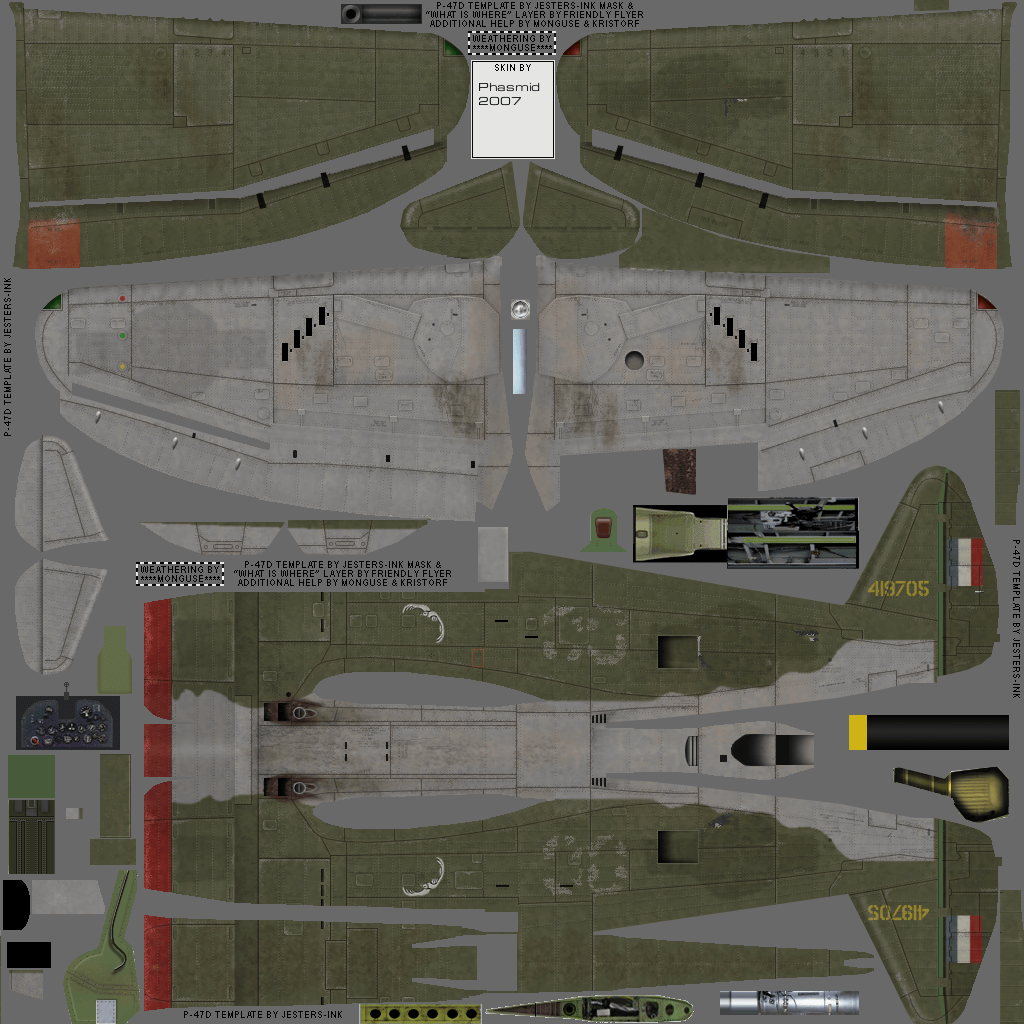 P-47D TEMPLATE BY JESTERS-INK MASK &
"WHAT IS WHERE" LAYER BY FRIENDLY FLYER
ADDITIONAL HELP BY MONGUSE & KRISTORF
WEATHERING BY
****MONGUSE****
SKIN BY
Phasmid
2007
P-47D TEMPLATE BY JESTERS-INK
P-47D TEMPLATE BY JESTERS-INK
WEATHERING BY
****MONGUSE****
P-47D TEMPLATE BY JESTERS-INK MASK &
"WHAT IS WHERE" LAYER BY FRIENDLY FLYER
ADDITIONAL HELP BY MONGUSE & KRISTORF
419705
419705
P-47D TEMPLATE BY JESTERS-INK